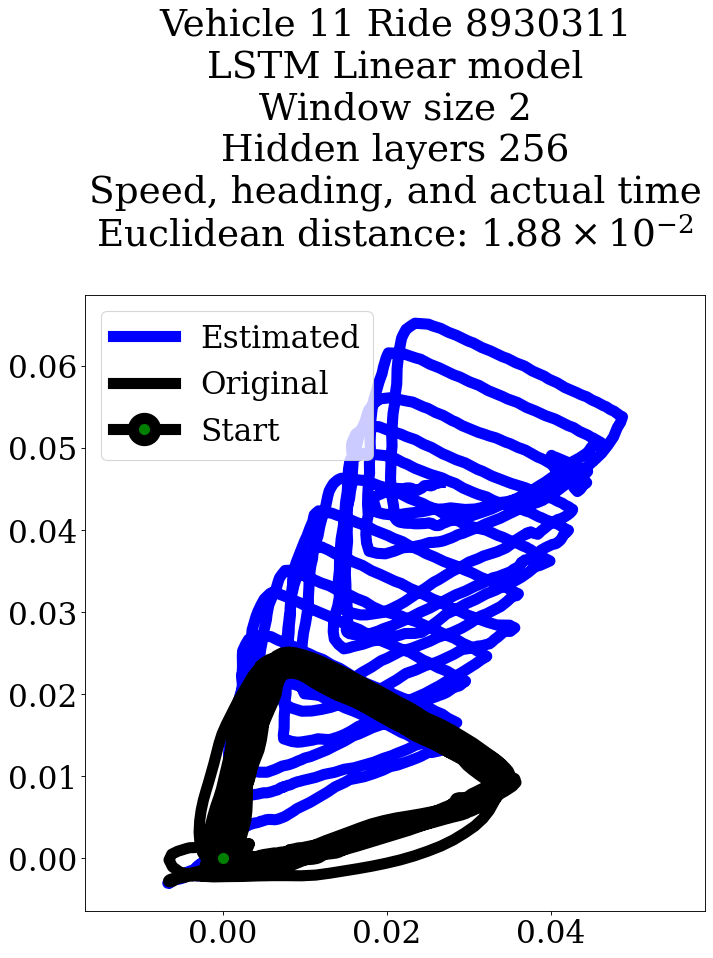 Vehicle 11 Ride 8930311
LSTM Linear model
Window size 2
Hidden layers 256
Speed, heading, and actual time
Euclidean distance: 1.88 × 10⁻²
Estimated
Original
Start
0.06
0.05
0.04
0.03
0.02
0.01
0.00
0.00 0.02 0.04